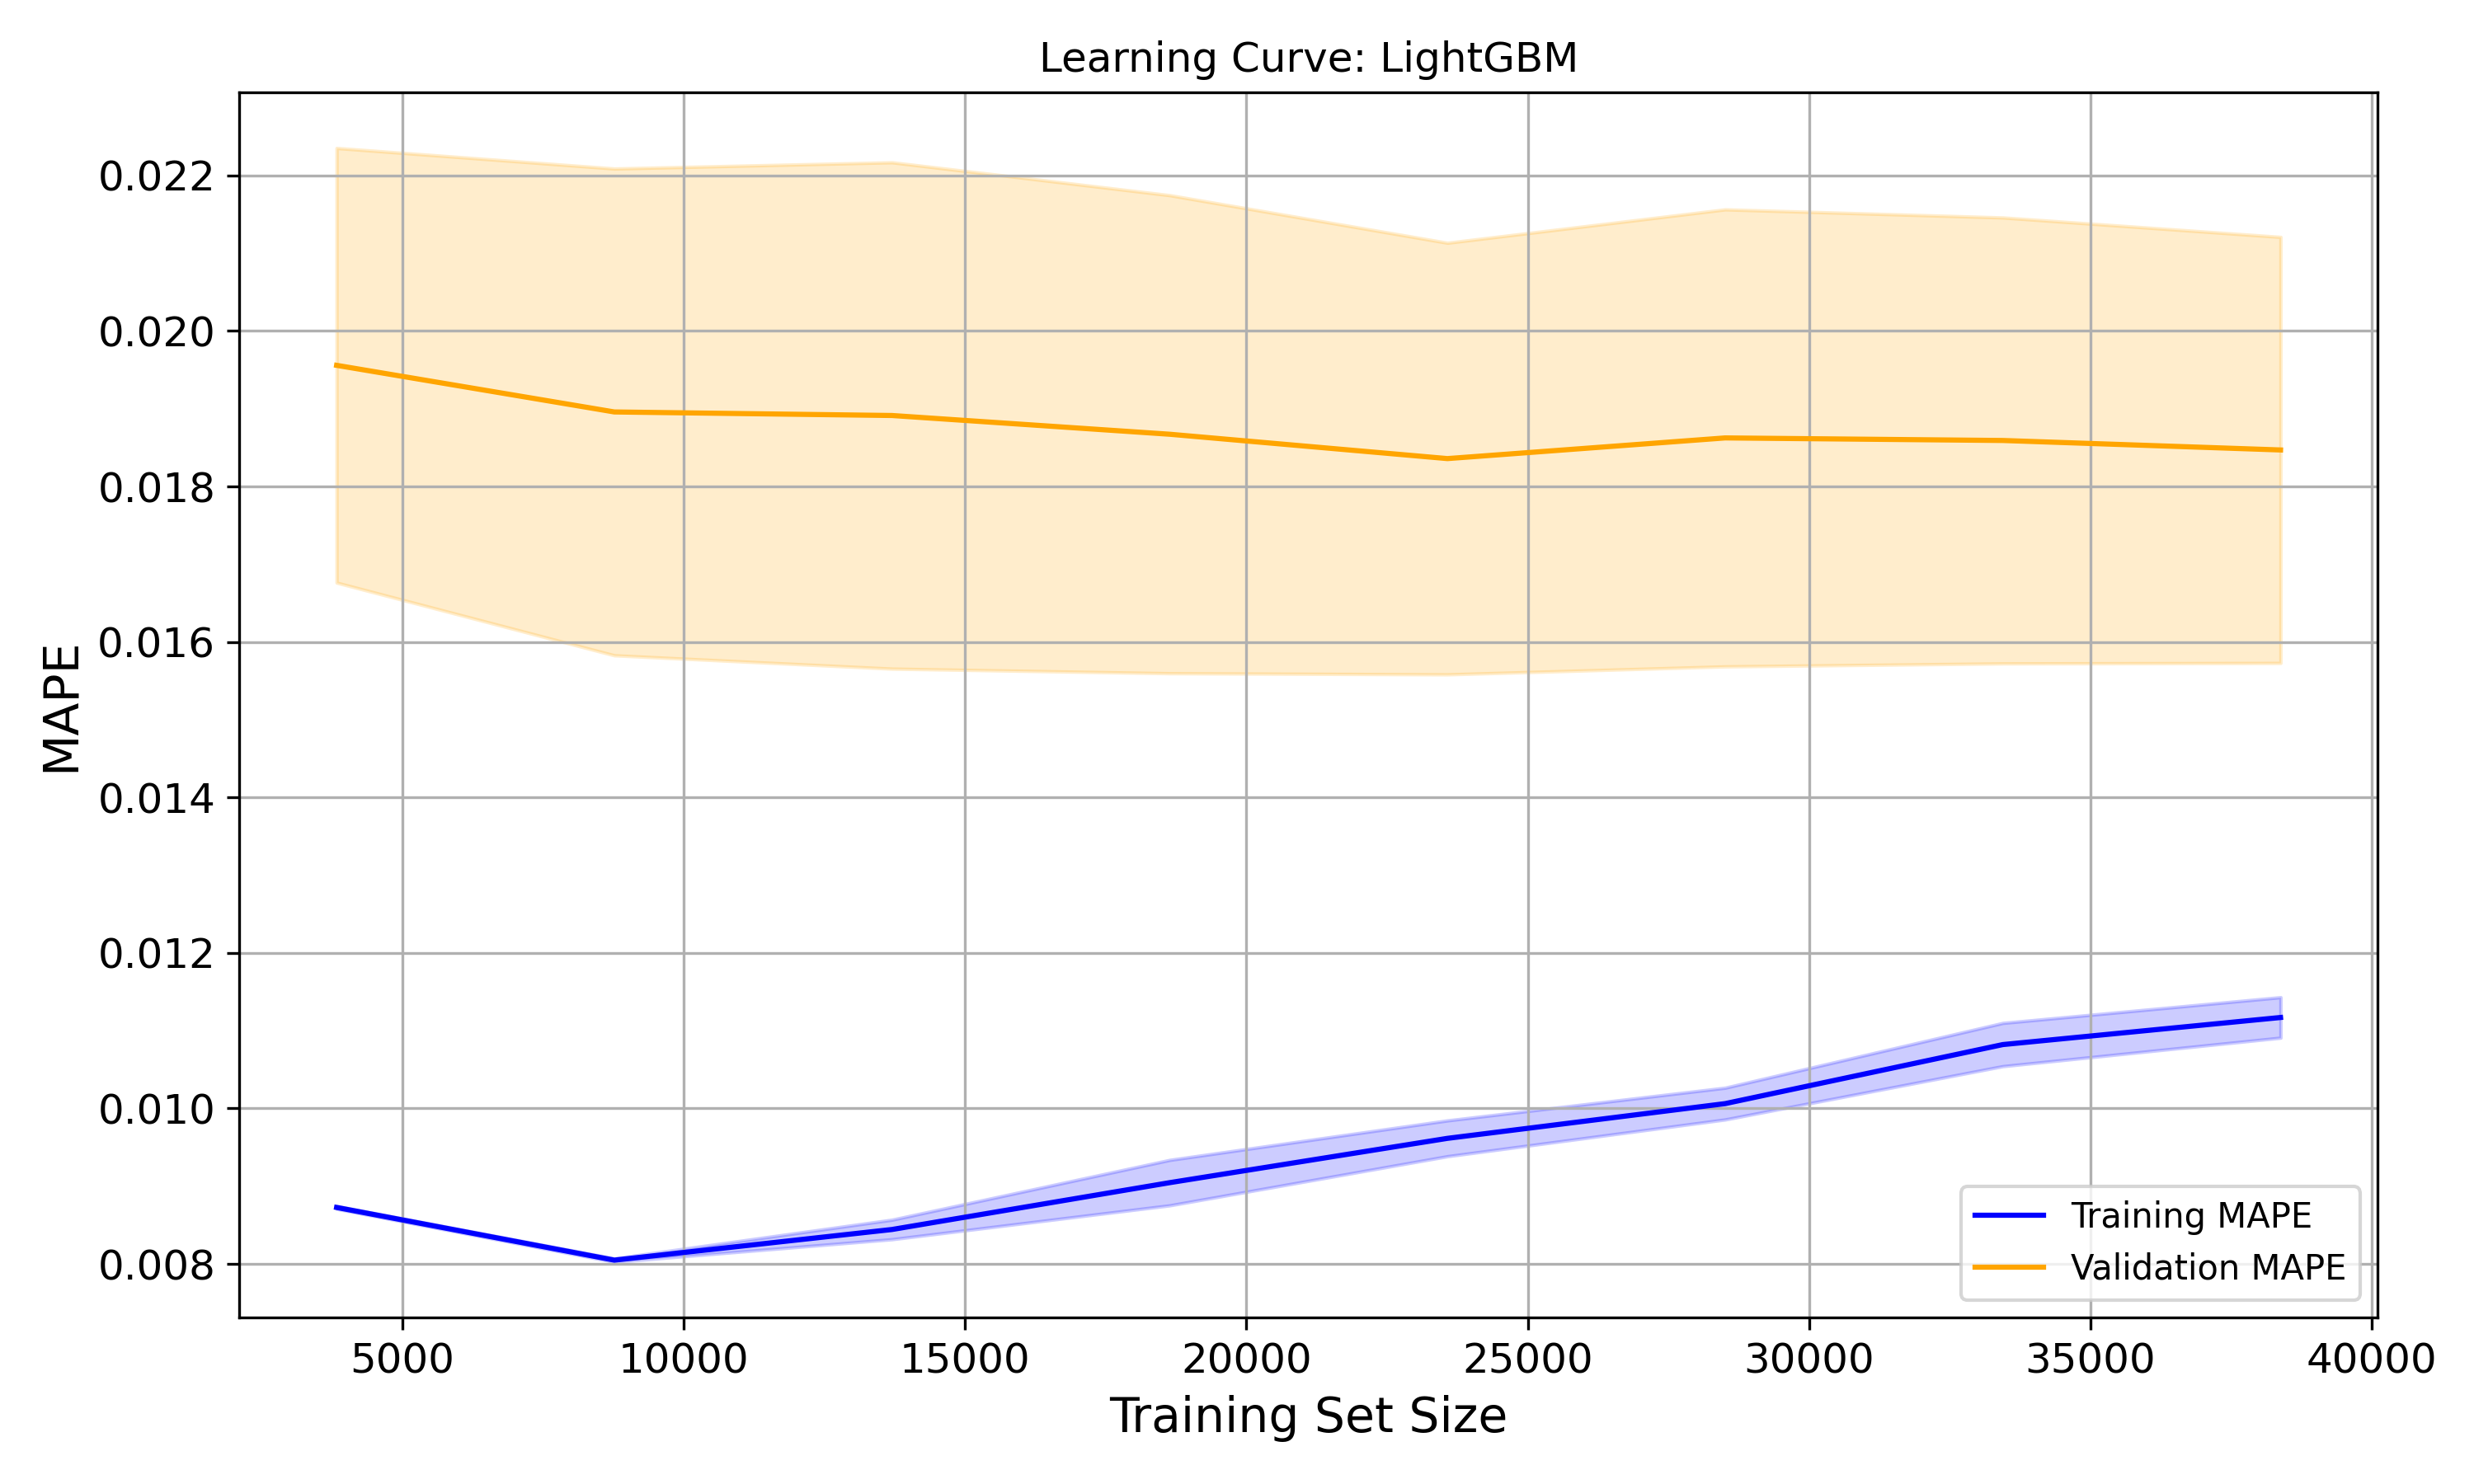 Learning Curve: LightGBM
MAPE
0.022
0.020
0.018
0.016
0.014
0.012
0.010
0.008
5000 10000 15000 20000 25000 30000 35000 40000
Training Set Size
Training MAPE
Validation MAPE